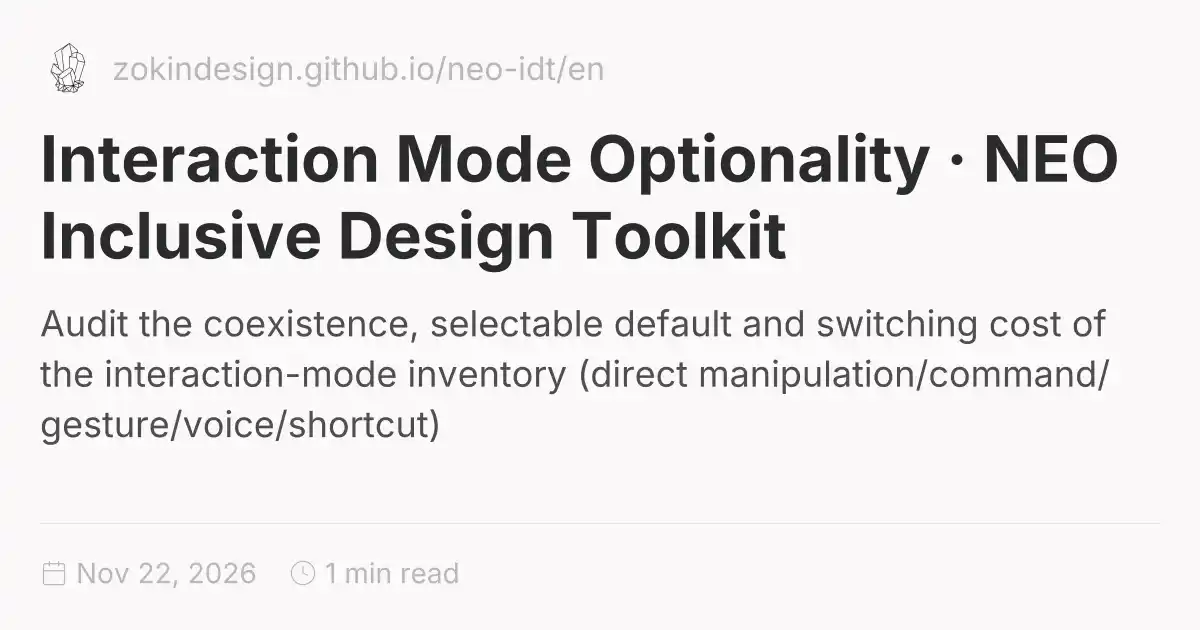 zokindesign.github.io/neo-idt/en
Interaction Mode Optionality · NEO
Inclusive Design Toolkit
Audit the coexistence, selectable default and switching cost of
the interaction-mode inventory (direct manipulation/command/
gesture/voice/shortcut)
Nov 22, 2026 1 min read